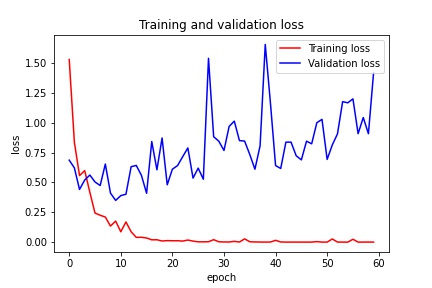 Training and validation loss
Training loss
Validation loss
loss
1.50
1.25
1.00
0.75
0.50
0.25
0.00
0 10 20 30 40 50 60
epoch